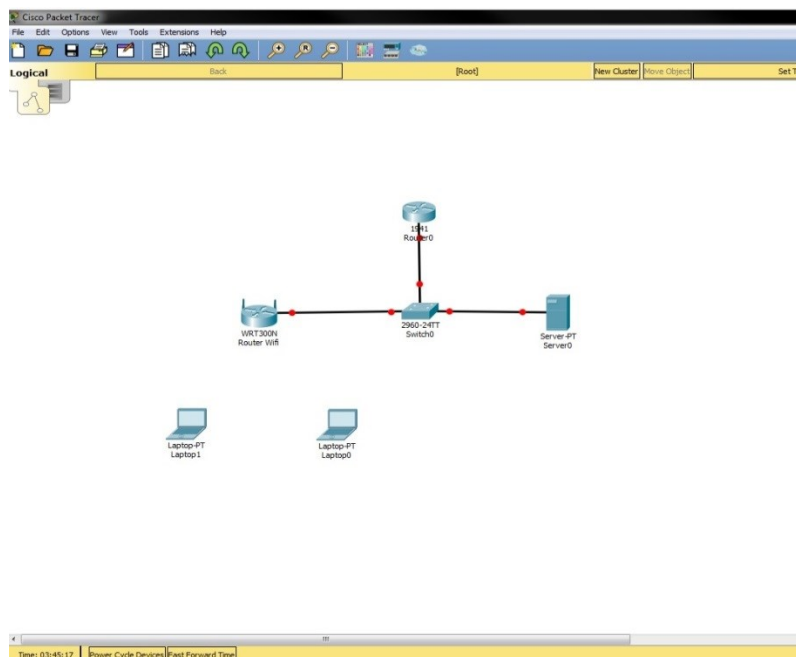 Cisco Packet Tracer
File Edit Options View Tools Extensions Help
Logical Back [Root] New Cluster Move Object Set T
1941
Router0
WRT300N
Router Wifi
2960-24TT
Switch0
Server-PT
Server0
Laptop-PT
Laptop1
Laptop-PT
Laptop0
Time: 03:45:17 Power Cycle Devices Fast Forward Time